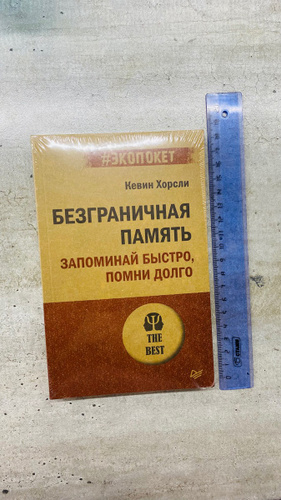 #ЭКОПОКЕТ
Кевин Хорсли
БЕЗГРАНИЧНАЯ
ПАМЯТЬ
ЗАПОМИНАЙ БЫСТРО,
ПОМНИ ДОЛГО
THE
BEST